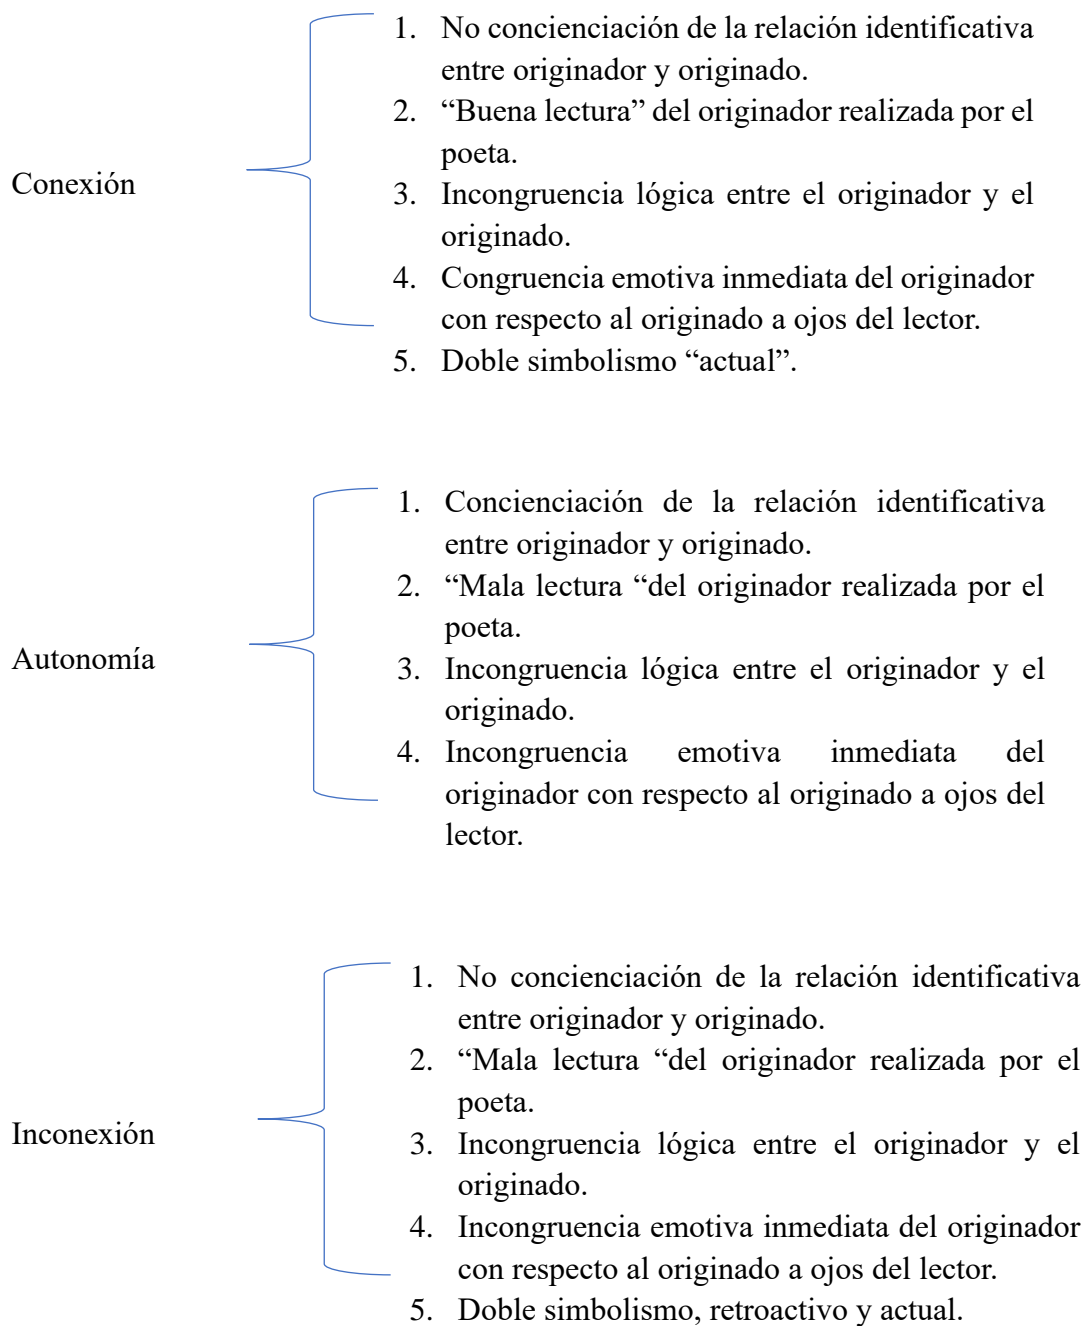 1. No concienciación de la relación identificativa
entre originador y originado.
2. “Buena lectura” del originador realizada por el
poeta.
Conexión
3. Incongruencia lógica entre el originador y el
originado.
4. Congruencia emotiva inmediata del originador
con respecto al originado a ojos del lector.
5. Doble simbolismo “actual”.
1. Concienciación de la relación identificativa
entre originador y originado.
2. “Mala lectura “del originador realizada por el
poeta.
Autonomía
3. Incongruencia lógica entre el originador y el
originado.
4. Incongruencia emotiva inmediata del
originador con respecto al originado a ojos del
lector.
1. No concienciación de la relación identificativa
entre originador y originado.
2. “Mala lectura “del originador realizada por el
poeta.
Inconexión
3. Incongruencia lógica entre el originador y el
originado.
4. Incongruencia emotiva inmediata del originador
con respecto al originado a ojos del lector.
5. Doble simbolismo, retroactivo y actual.